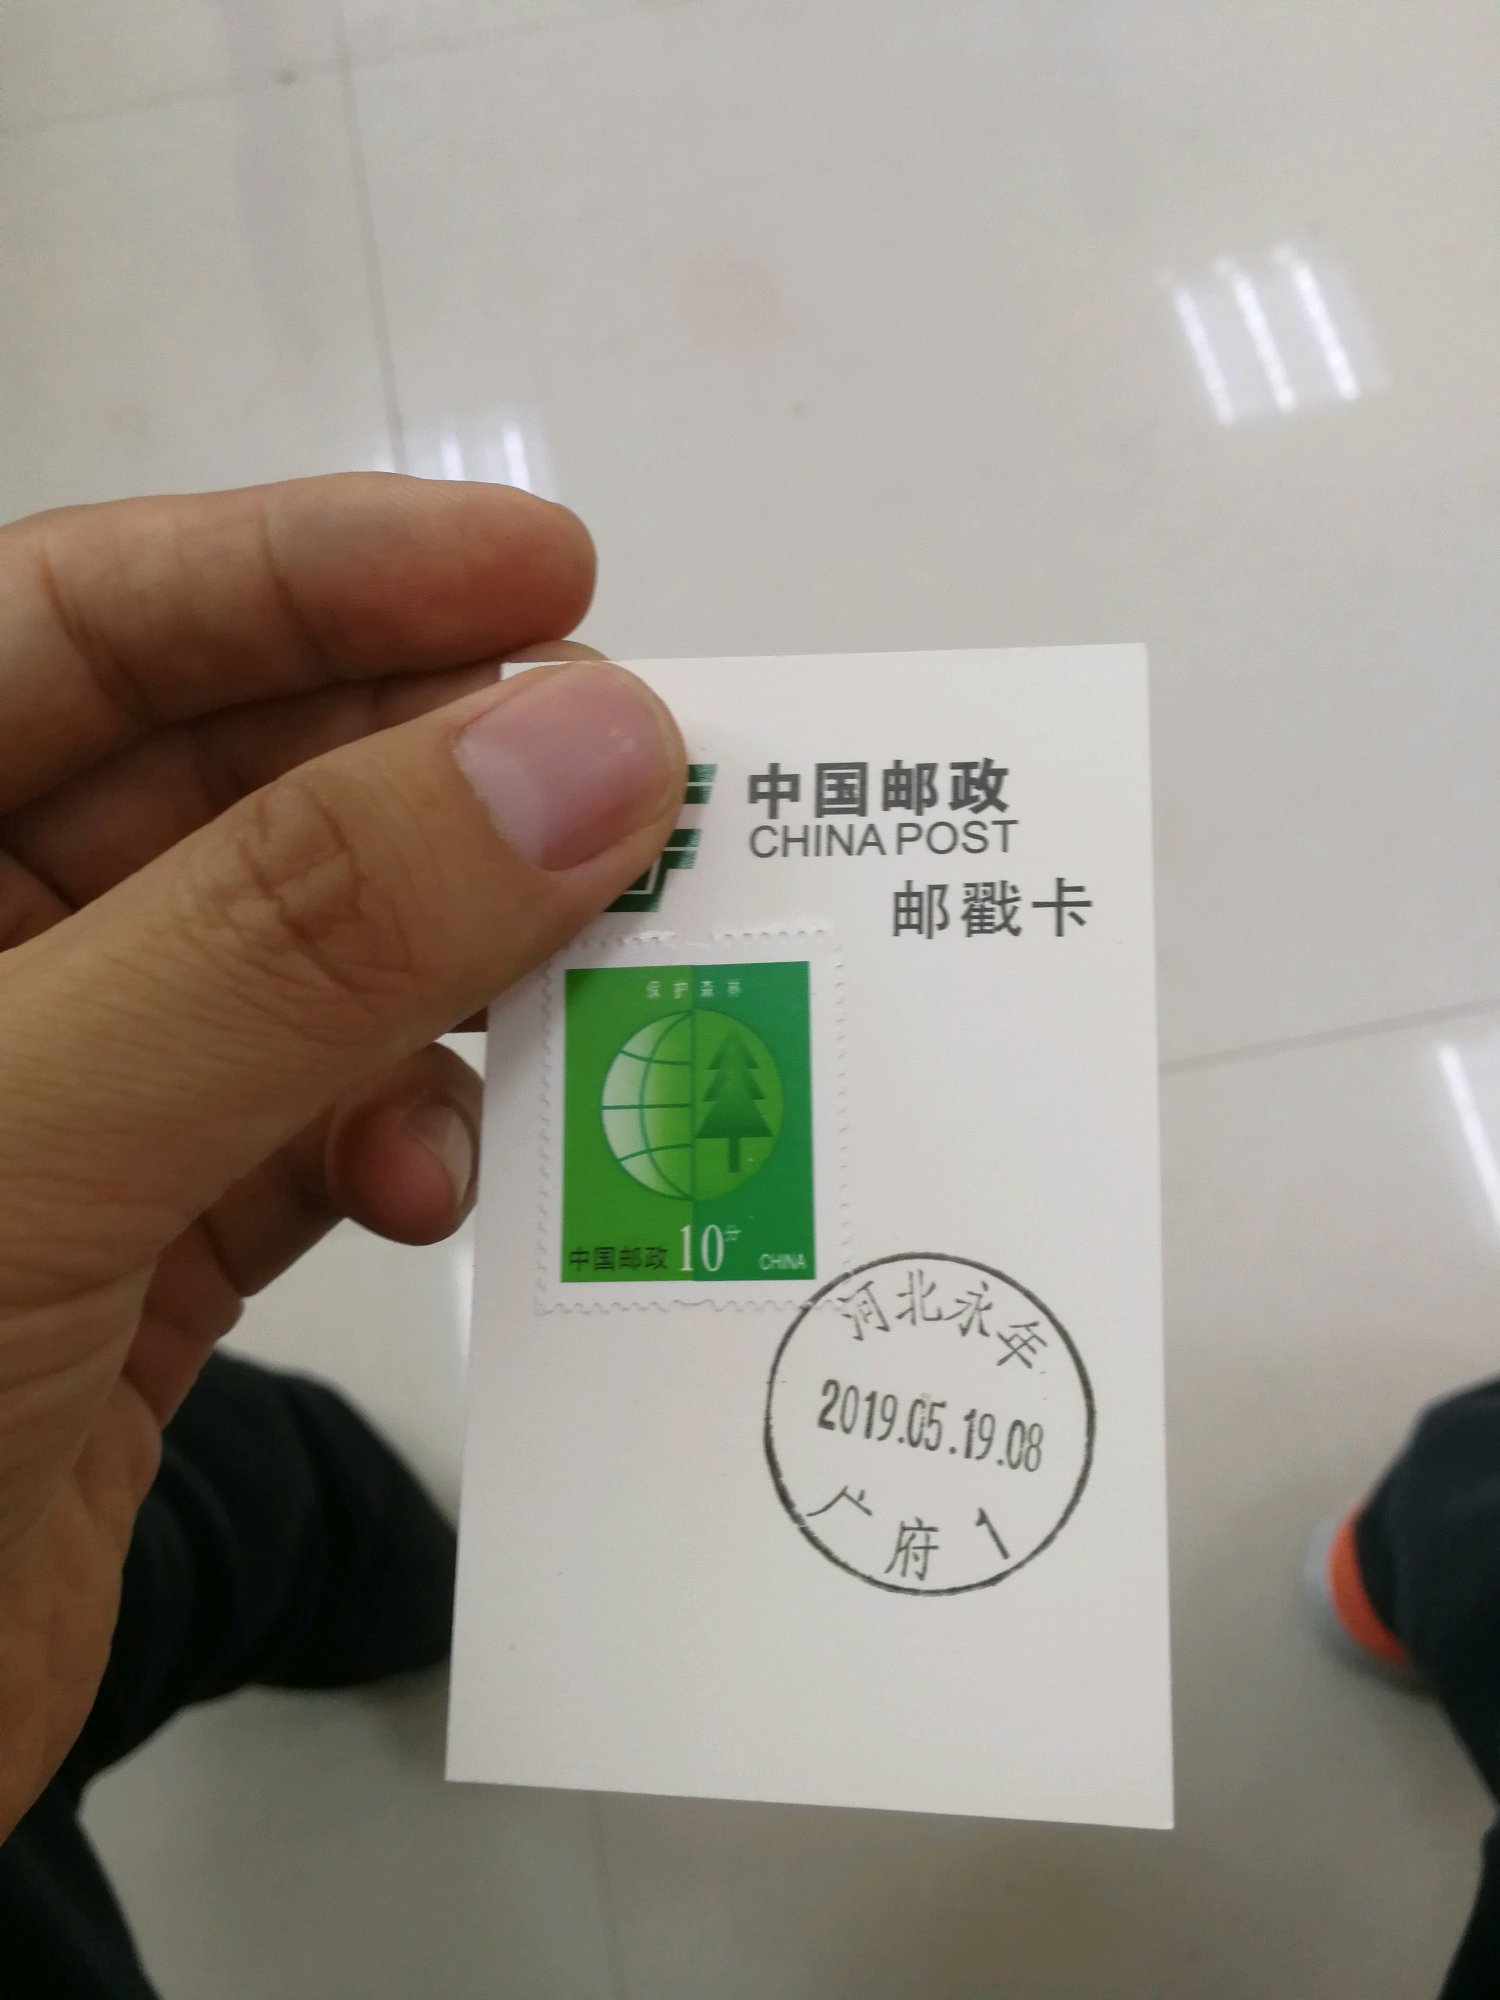 中国邮政
CHINA POST
邮戳卡
保护森林
中国邮政 10分 CHINA
河北永年
2019.05.19.08
广府 1